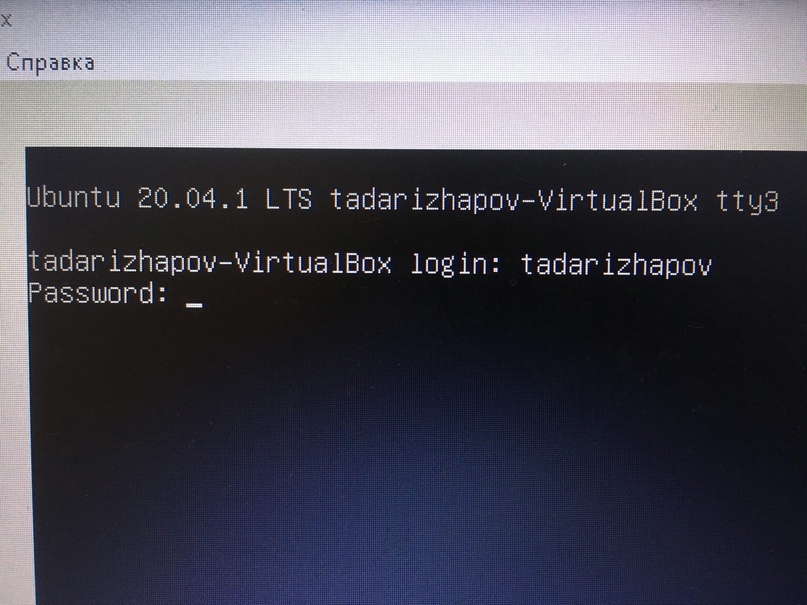 x
Справка
Ubuntu 20.04.1 LTS tadarizhapov-VirtualBox tty3
tadarizhapov-VirtualBox login: tadarizhapov
Password: _